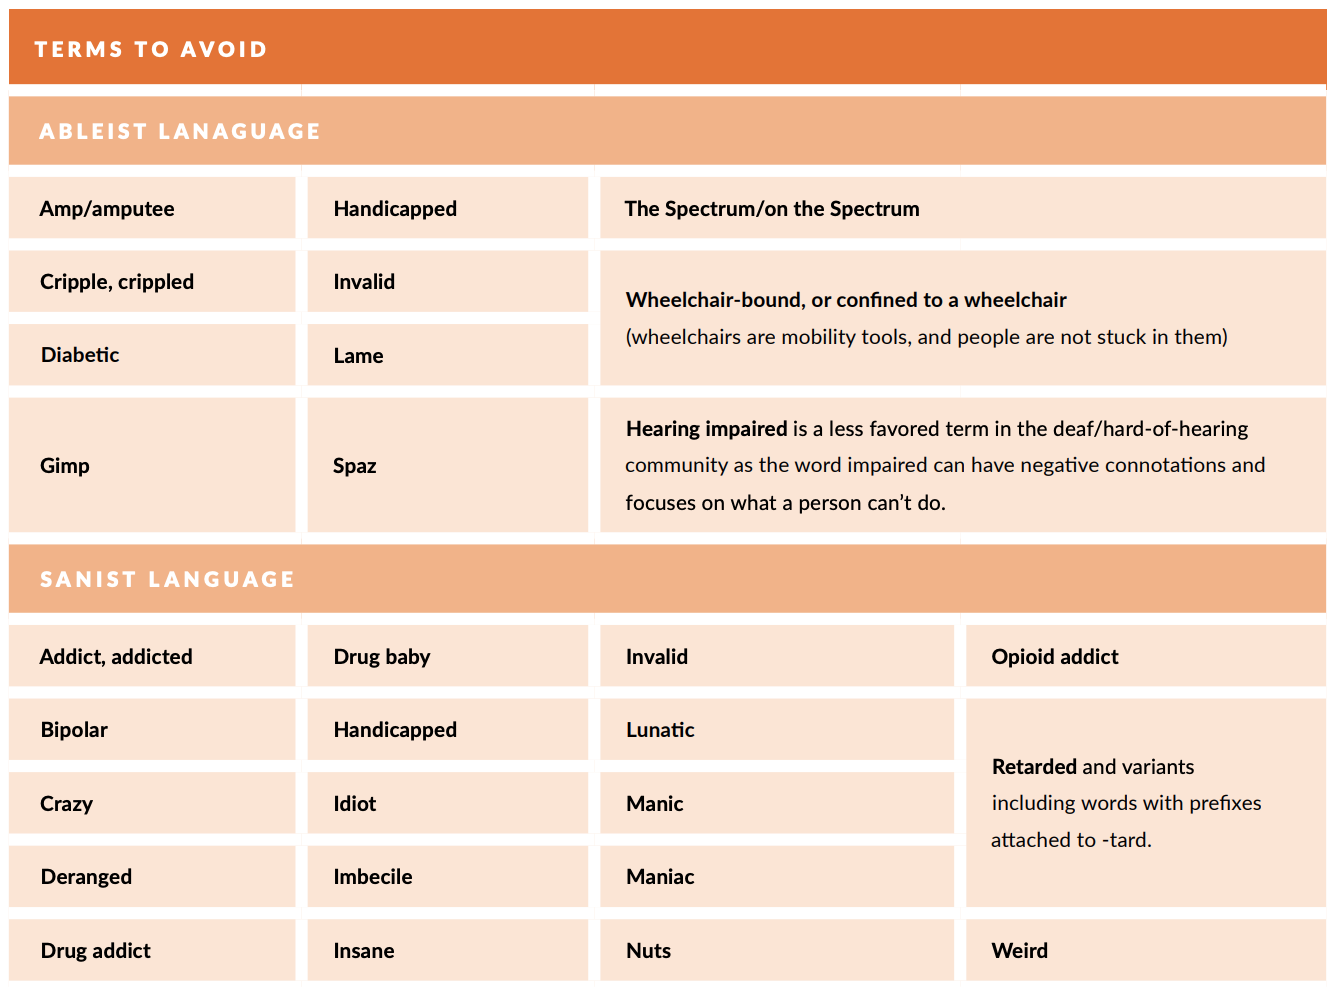 TERMS TO AVOID
ABLEIST LANAGUAGE
Amp/amputee
Handicapped
The Spectrum/on the Spectrum
Cripple, crippled
Invalid
Wheelchair-bound, or confined to a wheelchair
(wheelchairs are mobility tools, and people are not stuck in them)
Diabetic
Lame
Gimp
Spaz
Hearing impaired is a less favored term in the deaf/hard-of-hearing
community as the word impaired can have negative connotations and
focuses on what a person can’t do.
SANIST LANGUAGE
Addict, addicted
Drug baby
Invalid
Opioid addict
Bipolar
Handicapped
Lunatic
Retarded and variants
including words with prefixes
attached to -tard.
Crazy
Idiot
Manic
Deranged
Imbecile
Maniac
Drug addict
Insane
Nuts
Weird